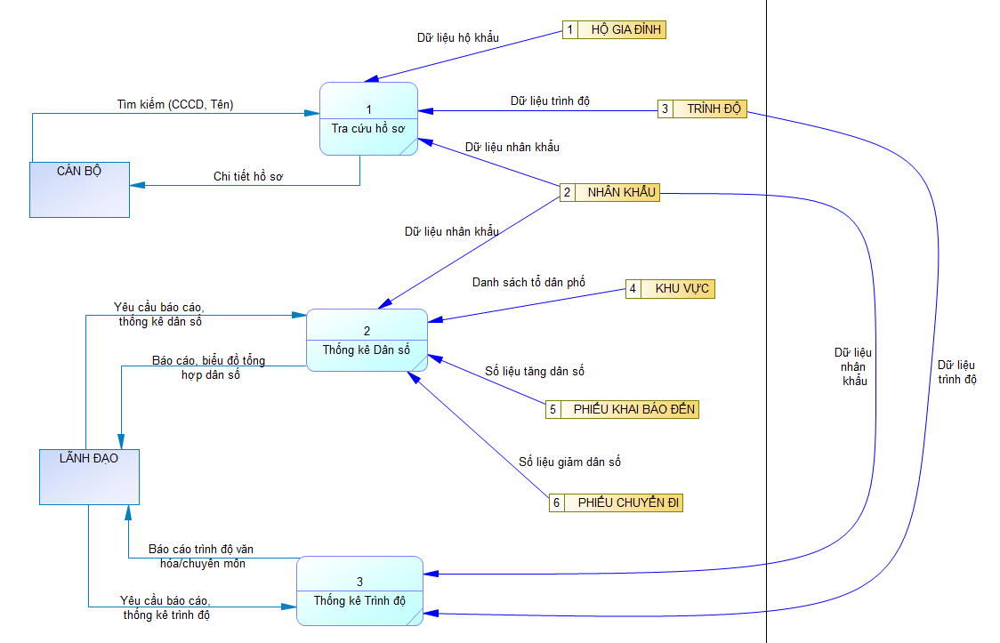 1 HỘ GIA ĐÌNH
Dữ liệu hộ khẩu
Tìm kiếm (CCCD, Tên)
1
Tra cứu hồ sơ
Dữ liệu trình độ
3 TRÌNH ĐỘ
Dữ liệu nhân khẩu
CÁN BỘ
Chi tiết hồ sơ
2 NHÂN KHẨU
Dữ liệu nhân khẩu
Danh sách tổ dân phố
4 KHU VỰC
Yêu cầu báo cáo,
thống kê dân số
2
Thống kê Dân số
Báo cáo, biểu đồ tổng
hợp dân số
Số liệu tăng dân số
Dữ liệu
nhân
khẩu
Dữ liệu
trình độ
5 PHIẾU KHAI BÁO ĐẾN
LÃNH ĐẠO
Số liệu giảm dân số
6 PHIẾU CHUYỂN ĐI
Báo cáo trình độ văn
hóa/chuyên môn
3
Thống kê Trình độ
Yêu cầu báo cáo,
thống kê trình độ